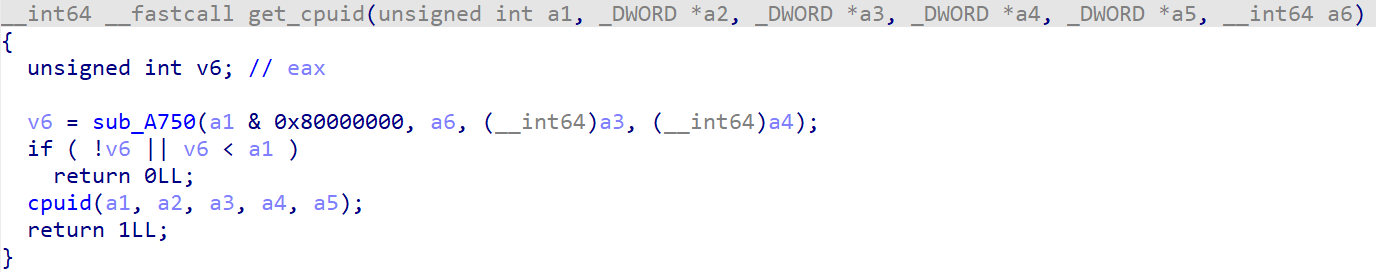 __int64 __fastcall get_cpuid(unsigned int a1, _DWORD *a2, _DWORD *a3, _DWORD *a4, _DWORD *a5, __int64 a6)
{
  unsigned int v6; // eax

  v6 = sub_A750(a1 & 0x80000000, a6, (__int64)a3, (__int64)a4);
  if ( !v6 || v6 < a1 )
    return 0LL;
  cpuid(a1, a2, a3, a4, a5);
  return 1LL;
}